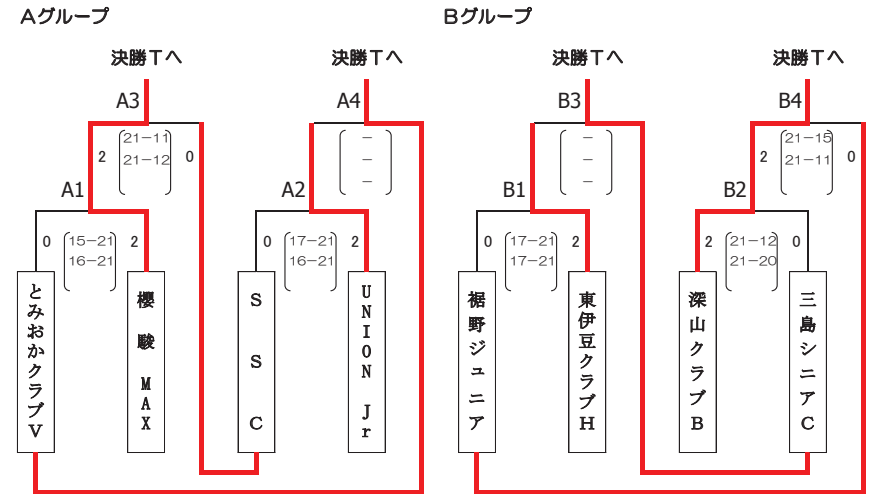 Aグループ
Bグループ
決勝Tへ
決勝Tへ
決勝Tへ
決勝Tへ
A3
A4
B3
B4
21-11
21-12
2
0
-
-
-
-
-
-
21-15
21-11
2
0
A1
A2
B1
B2
0
15-21
16-21
2
0
17-21
16-21
2
0
17-21
17-21
2
2
21-12
21-20
0
とみおかクラブV
櫻駿MAX
SSC
UNION Jr
裾野ジュニア
東伊豆クラブH
深山クラブB
三島シニアC